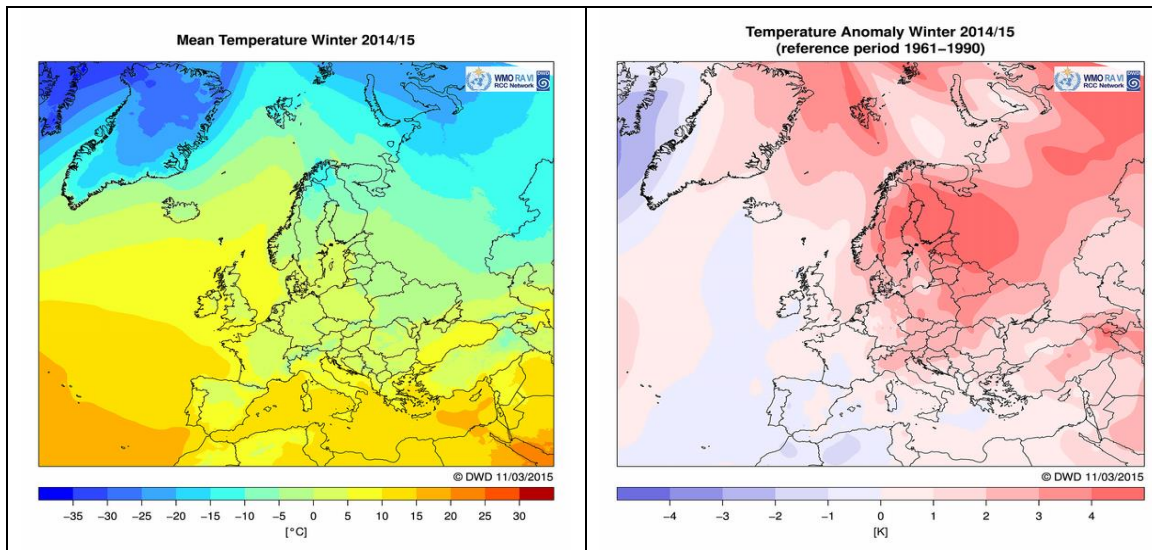 Mean Temperature Winter 2014/15
WMO RA VI
RCC Network
DWD
© DWD 11/03/2015
−35 −30 −25 −20 −15 −10 −5 0 5 10 15 20 25 30
[°C]
Temperature Anomaly Winter 2014/15
(reference period 1961−1990)
WMO RA VI
RCC Network
DWD
© DWD 11/03/2015
−4 −3 −2 −1 0 1 2 3 4
[K]